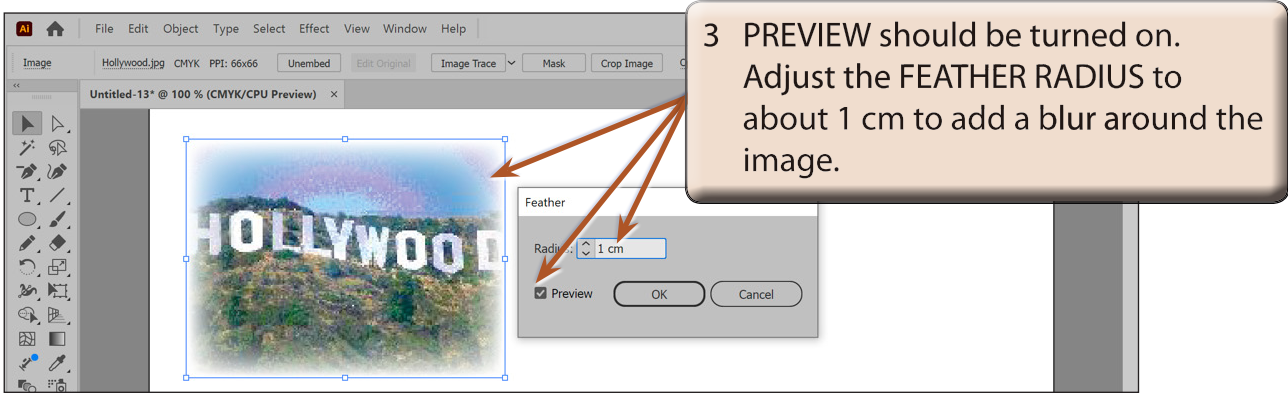 Ai File Edit Object Type Select Effect View Window Help
Image Hollywood.jpg CMYK PPI: 66x66 Unembed Edit Original Image Trace Mask Crop Image
Untitled-13* @ 100 % (CMYK/CPU Preview) ×
3 PREVIEW should be turned on.
Adjust the FEATHER RADIUS to
about 1 cm to add a blur around the
image.
HOLLYWOOD
Feather
Radius: 1 cm
Preview OK Cancel